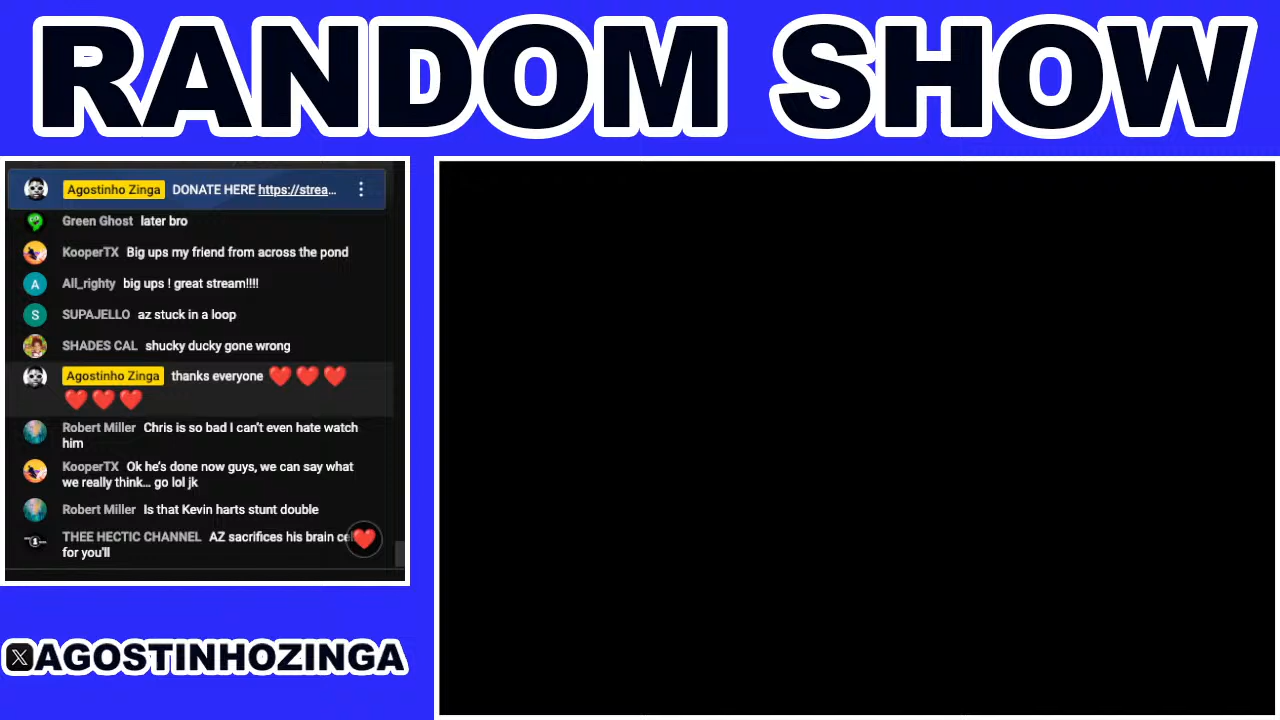 RANDOM SHOW
Agostinho Zinga DONATE HERE https://strea...
Green Ghost later bro
KooperTX Big ups my friend from across the pond
A All_righty big ups ! great stream!!!!
S SUPAJELLO az stuck in a loop
SHADES CAL shucky ducky gone wrong
Agostinho Zinga thanks everyone
Robert Miller Chris is so bad I can't even hate watch
him
KooperTX Ok he's done now guys, we can say what
we really think... go lol jk
Robert Miller Is that Kevin harts stunt double
THEE HECTIC CHANNEL AZ sacrifices his brain
for you'll
X AGOSTINHOZINGA